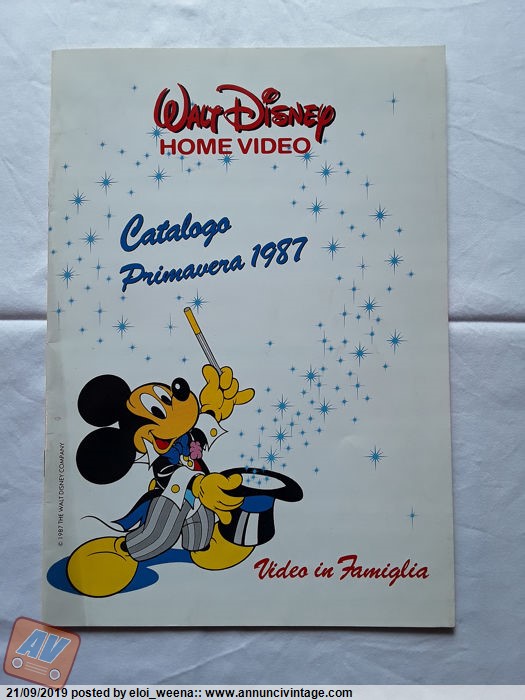 WALT DISNEY
HOME VIDEO
Catalogo
Primavera 1987
© 1987 THE WALT DISNEY COMPANY
Video in Famiglia
AV
21/09/2019 posted by eloi_weena:: www.annuncivintage.com